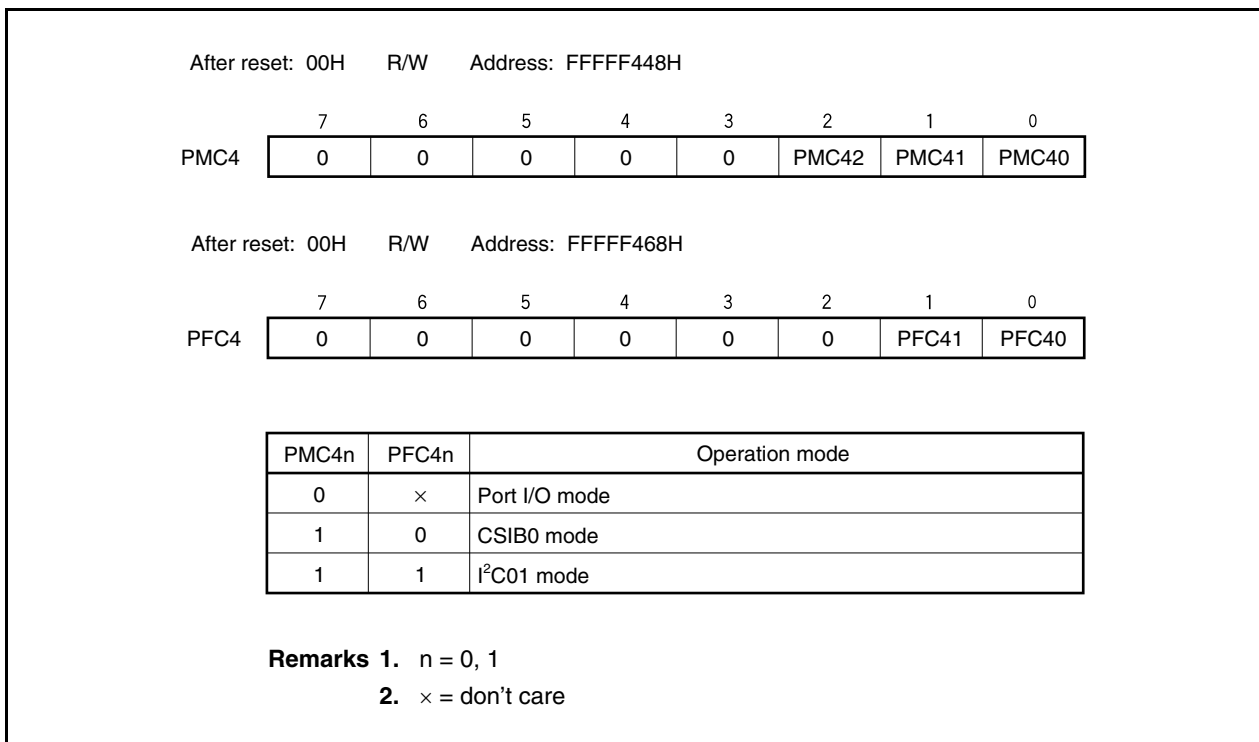 After reset: 00H R/W Address: FFFFF448H
7 6 5 4 3 2 1 0
PMC4 0 0 0 0 0 PMC42 PMC41 PMC40
After reset: 00H R/W Address: FFFFF468H
7 6 5 4 3 2 1 0
PFC4 0 0 0 0 0 0 PFC41 PFC40
PMC4n PFC4n Operation mode
0 × Port I/O mode
1 0 CSIB0 mode
1 1 I²C01 mode
Remarks 1. n = 0, 1
2. × = don't care